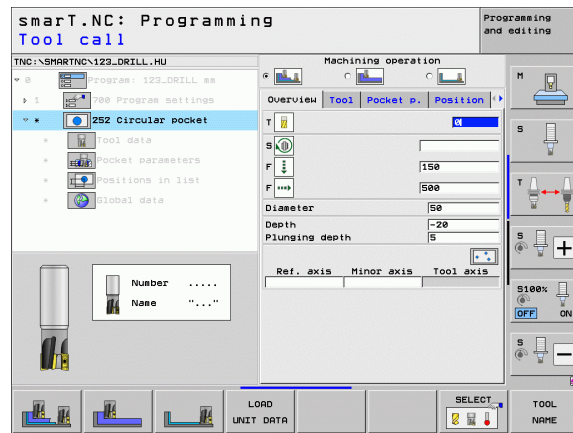 smarT.NC: Programming
Tool call
Programming
and editing
TNC:\SMARTNC\123_DRILL.HU
0 Program: 123_DRILL mm
1 700 Program settings
* 252 Circular pocket
* Tool data
* Pocket parameters
* Positions in list
* Global data
Number .....
Name "..."
Machining operation
Overview Tool Pocket p. Position
T
S
F 150
F 500
Diameter 50
Depth -20
Plunging depth 5
Ref. axis Minor axis Tool axis
M
S
T
S
S100%
OFF ON
S
LOAD
UNIT DATA
SELECT
TOOL
NAME